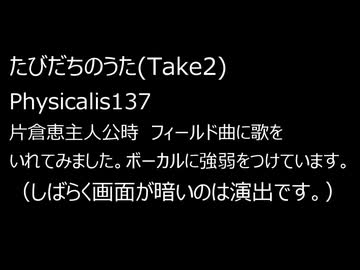 たびだちのうた(Take2)
Physicalis137
片倉恵主人公時　フィールド曲に歌を
いれてみました。ボーカルに強弱をつけています。
（しばらく画面が暗いのは演出です。）